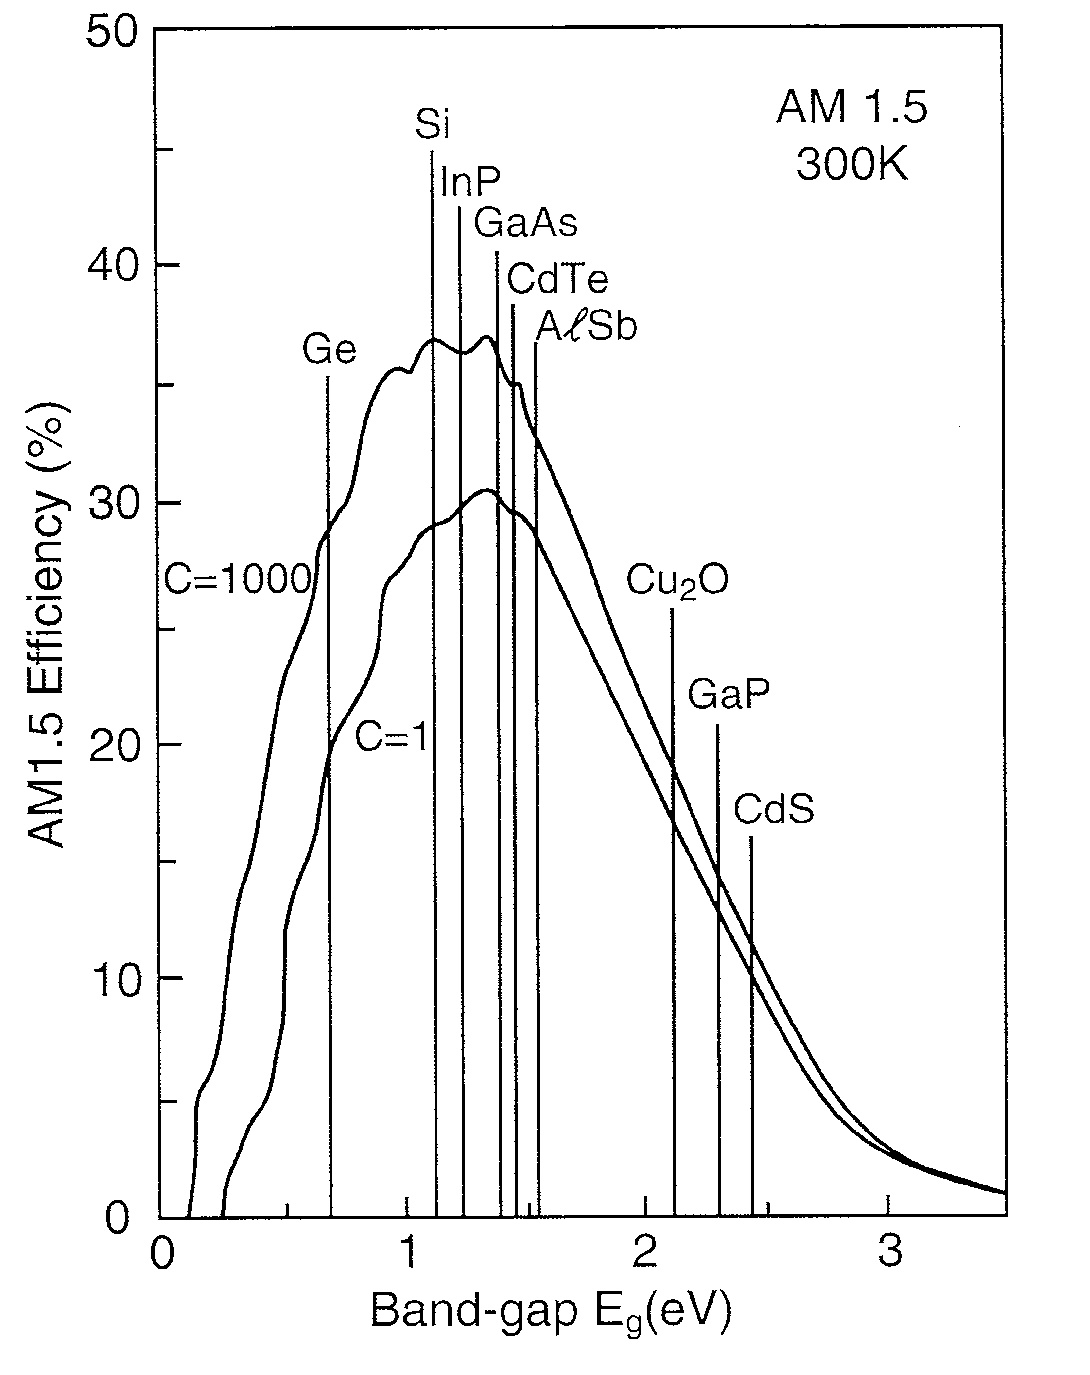 50
AM 1.5
Si
300K
InP
GaAs
40
CdTe
AℓSb
Ge
AM1.5 Efficiency (%)
30
C=1000
Cu₂O
GaP
20
C=1
CdS
10
0
0 1 2 3
Band-gap Eg(eV)